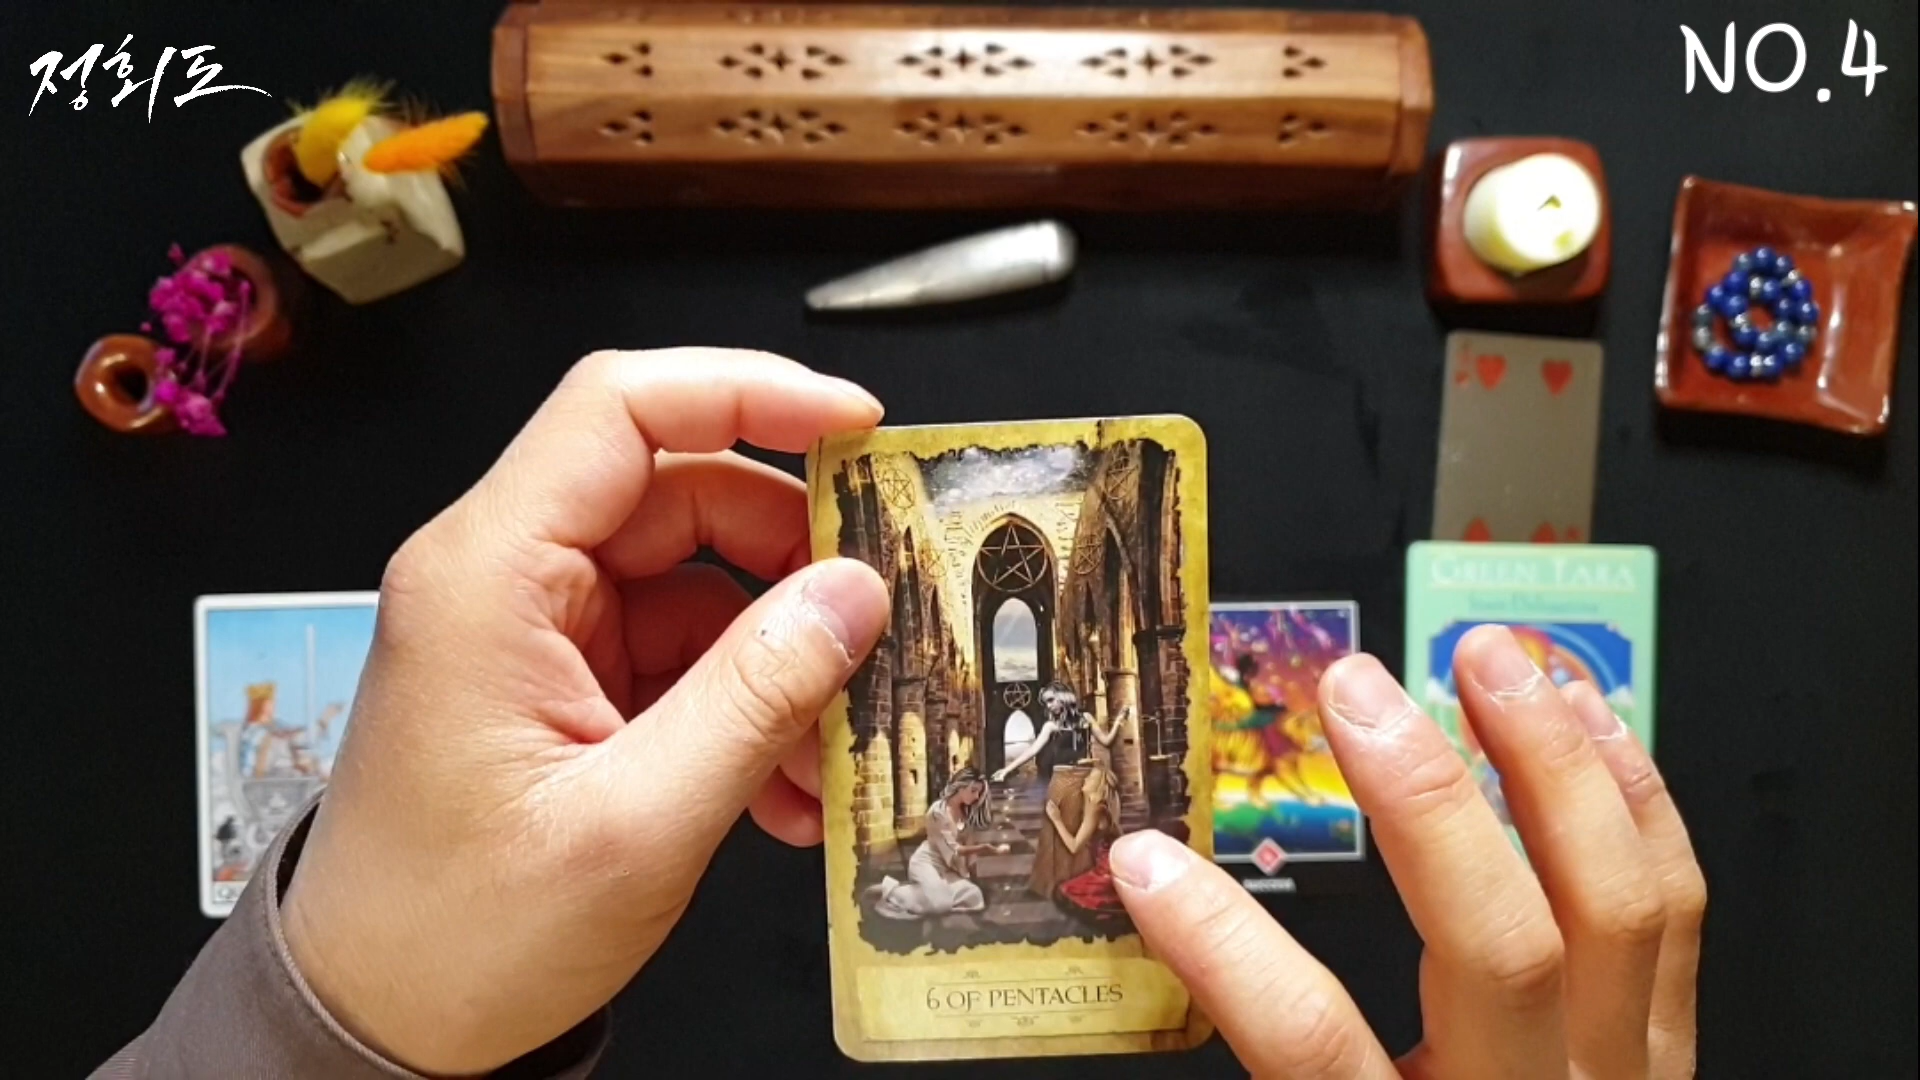 정회도
NO.4
GREEN TARA
6 OF PENTACLES